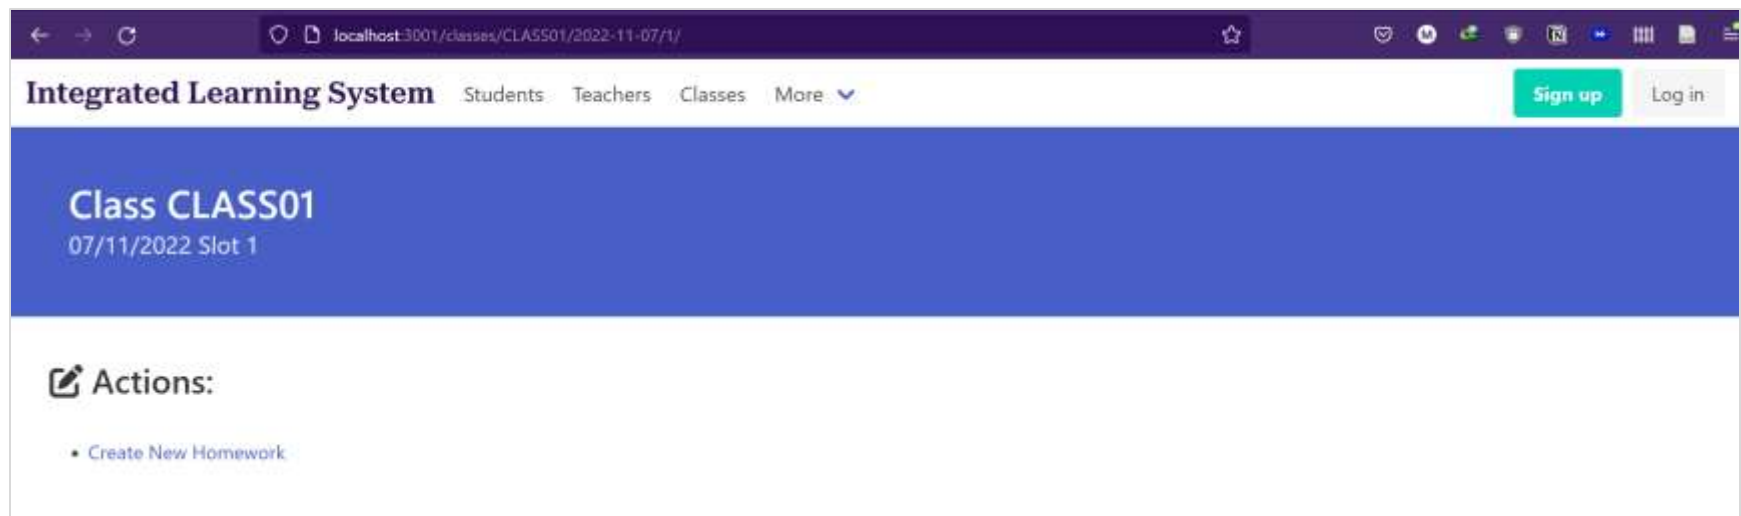 localhost:3001/classes/CLASS01/2022-11-07/1/
Integrated Learning System Students Teachers Classes More Sign up Log in
Class CLASS01
07/11/2022 Slot 1
Actions:
• Create New Homework